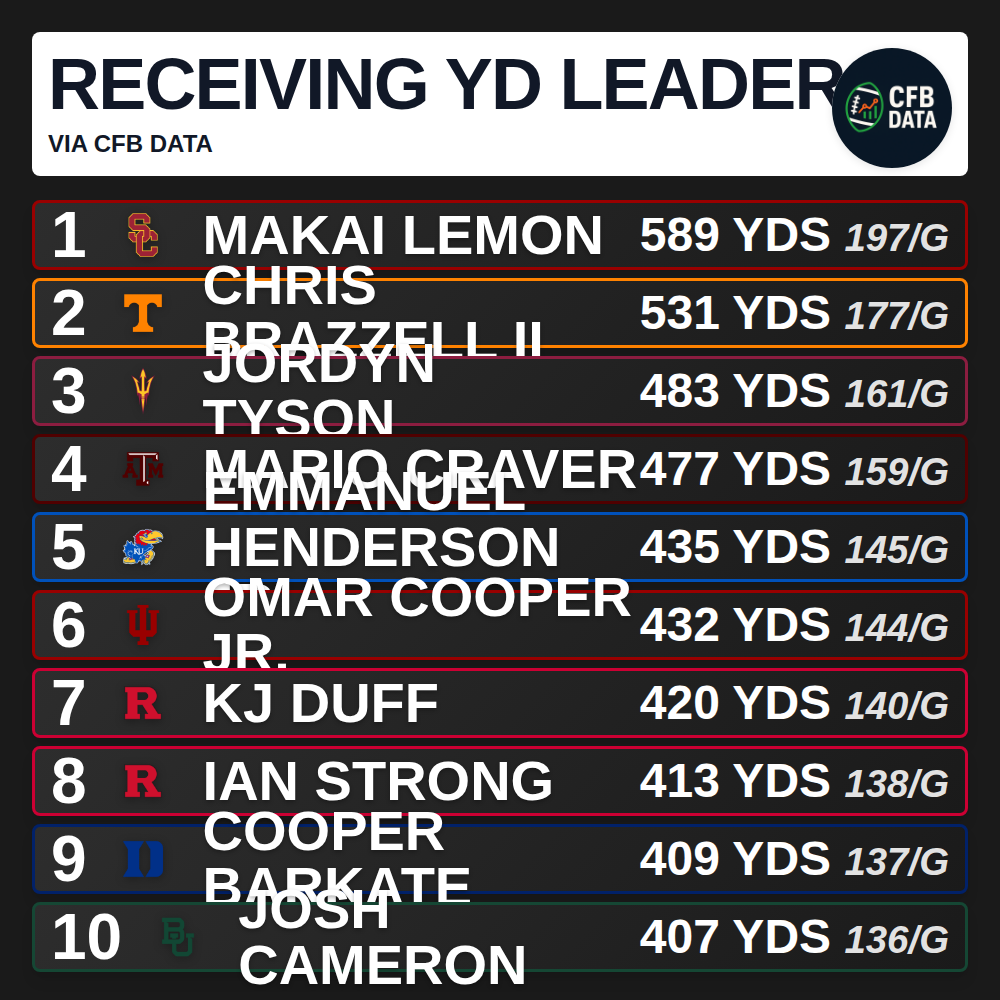 RECEIVING YD LEADER
VIA CFB DATA
CFB
DATA
1 MAKAI LEMON 589 YDS 197/G
2 CHRIS
BRAZZELL II 531 YDS 177/G
3 JORDYN
TYSON 483 YDS 161/G
4 MARIO CRAVER 477 YDS 159/G
5 EMMANUEL
HENDERSON 435 YDS 145/G
6 OMAR COOPER
JR. 432 YDS 144/G
7 KJ DUFF 420 YDS 140/G
8 IAN STRONG 413 YDS 138/G
9 COOPER
BARKATE 409 YDS 137/G
10 JOSH
CAMERON 407 YDS 136/G